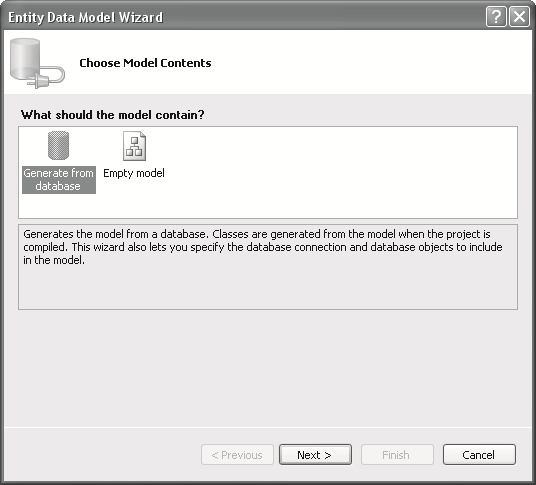 Entity Data Model Wizard
Choose Model Contents
What should the model contain?
Generate from
database
Empty model
Generates the model from a database. Classes are generated from the model when the project is
compiled. This wizard also lets you specify the database connection and database objects to include
in the model.
< Previous
Next >
Finish
Cancel